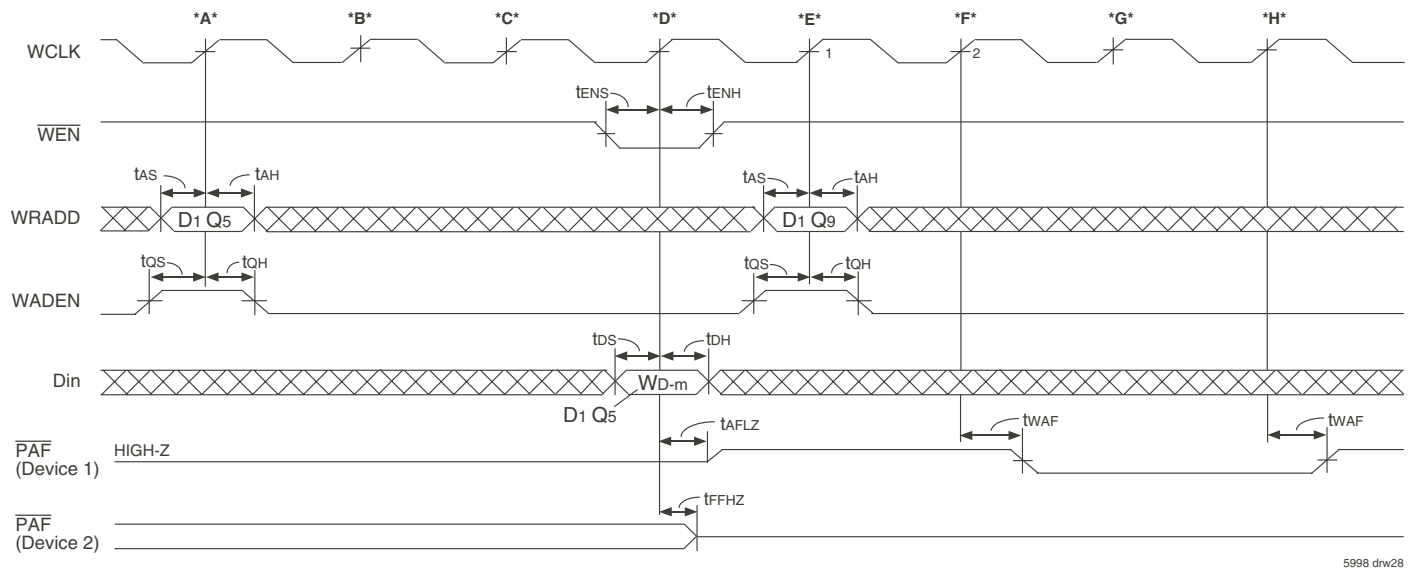 *A* *B* *C* *D* *E* *F* *G* *H*
WCLK 1 2
tENS tENH
WEN
tAS tAH tAS tAH
WRADD D1 Q5 D1 Q9
tQS tQH tQS tQH
WADEN
tDS tDH
Din WD-m
D1 Q5
tAFLZ tWAF tWAF
PAF HIGH-Z
(Device 1)
tFFHZ
PAF
(Device 2)
5998 drw28